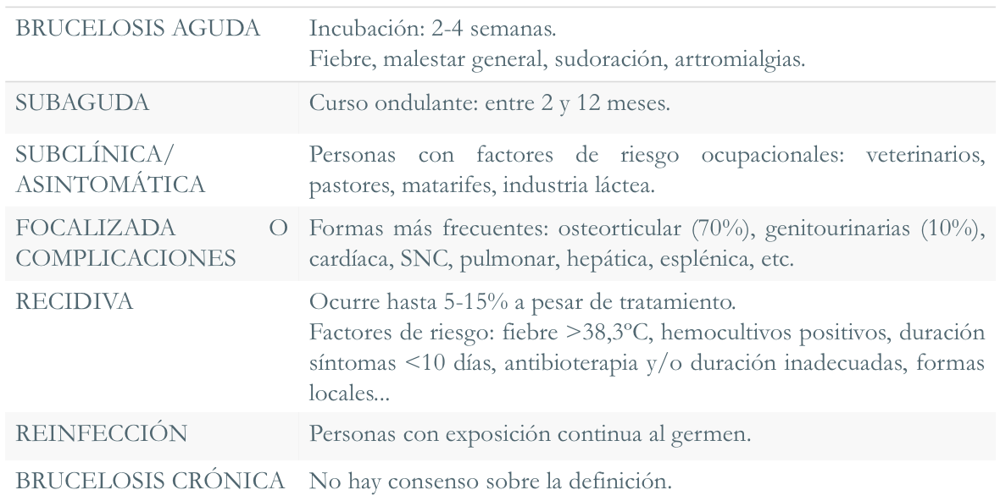 BRUCELOSIS AGUDA
Incubación: 2-4 semanas.
Fiebre, malestar general, sudoración, artromialgias.
SUBAGUDA
Curso ondulante: entre 2 y 12 meses.
SUBCLÍNICA/
ASINTOMÁTICA
Personas con factores de riesgo ocupacionales: veterinarios,
pastores, matarifes, industria láctea.
FOCALIZADA O
COMPLICACIONES
Formas más frecuentes: osteorticular (70%), genitourinarias (10%),
cardíaca, SNC, pulmonar, hepática, esplénica, etc.
RECIDIVA
Ocurre hasta 5-15% a pesar de tratamiento.
Factores de riesgo: fiebre >38,3ºC, hemocultivos positivos, duración
síntomas <10 días, antibioterapia y/o duración inadecuadas, formas
locales...
REINFECCIÓN
Personas con exposición continua al germen.
BRUCELOSIS CRÓNICA
No hay consenso sobre la definición.